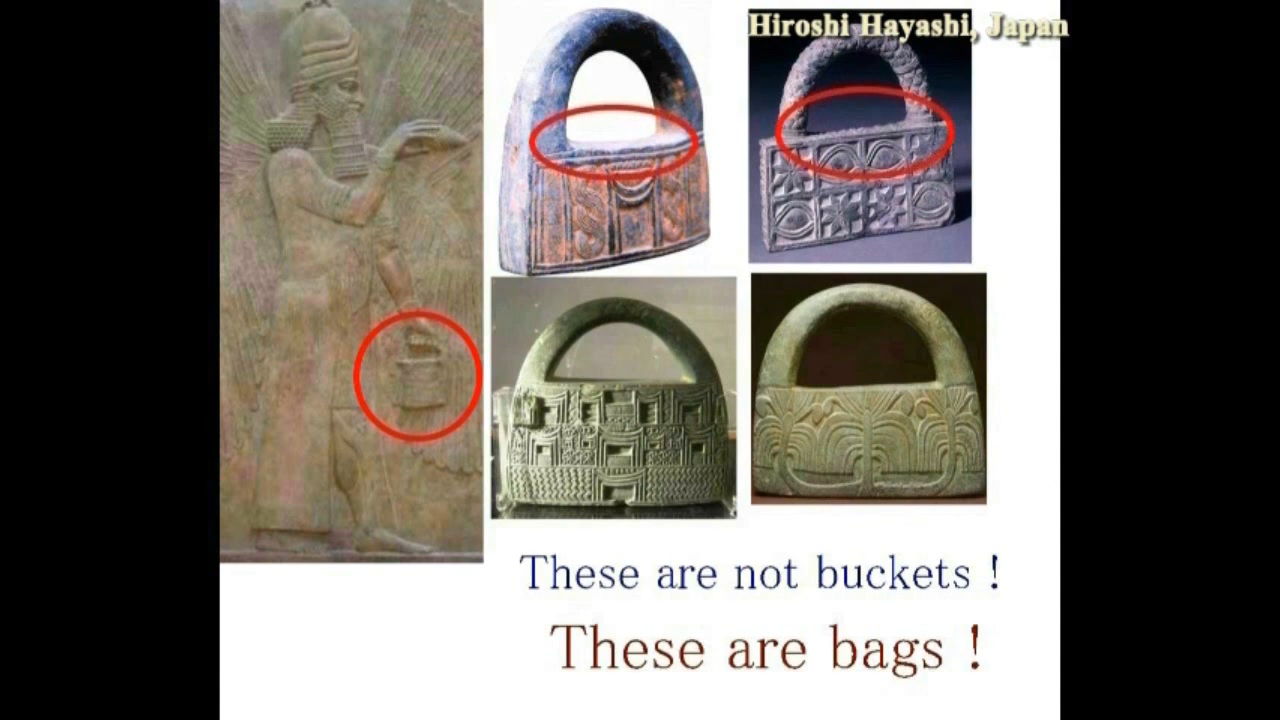 Hiroshi Hayashi, Japan
These are not buckets !
These are bags !